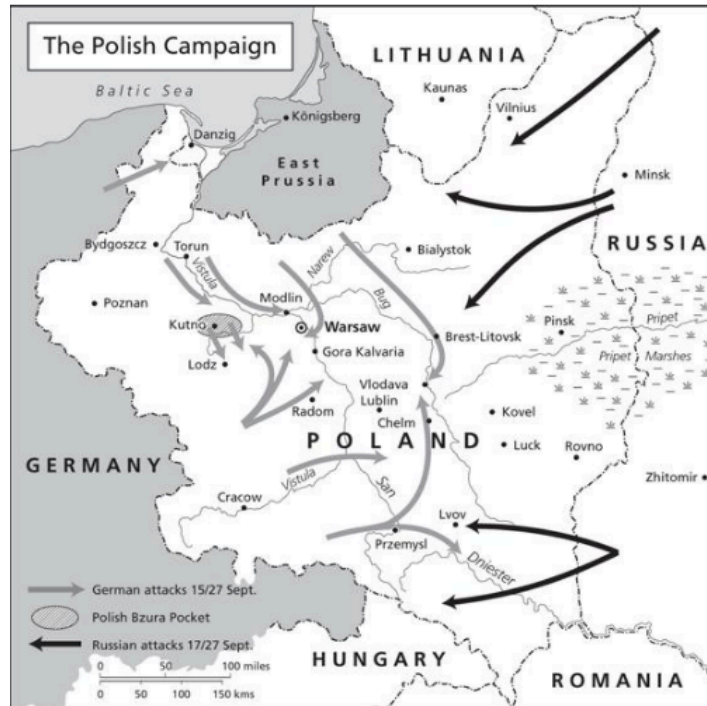 The Polish Campaign
LITHUANIA
Baltic Sea
Kaunas
Vilnius
Königsberg
Danzig
East
Prussia
Minsk
RUSSIA
Bydgoszcz
Torun
Vistula
Narew
Bialystok
Bug
Poznan
Modlin
Warsaw
Kutno
Pinsk
Pripet
Pripet
Marshes
Brest-Litovsk
Gora Kalvaria
Lodz
Vlodava
Lublin
Radom
Chelm
Kovel
POLAND
Luck
Rovno
GERMANY
Zhitomir
Vistula
San
Cracow
Lvov
Przemysl
Dniester
German attacks 15/27 Sept.
Polish Bzura Pocket
Russian attacks 17/27 Sept.
0 50 100 miles
0 50 100 150 kms
HUNGARY
ROMANIA